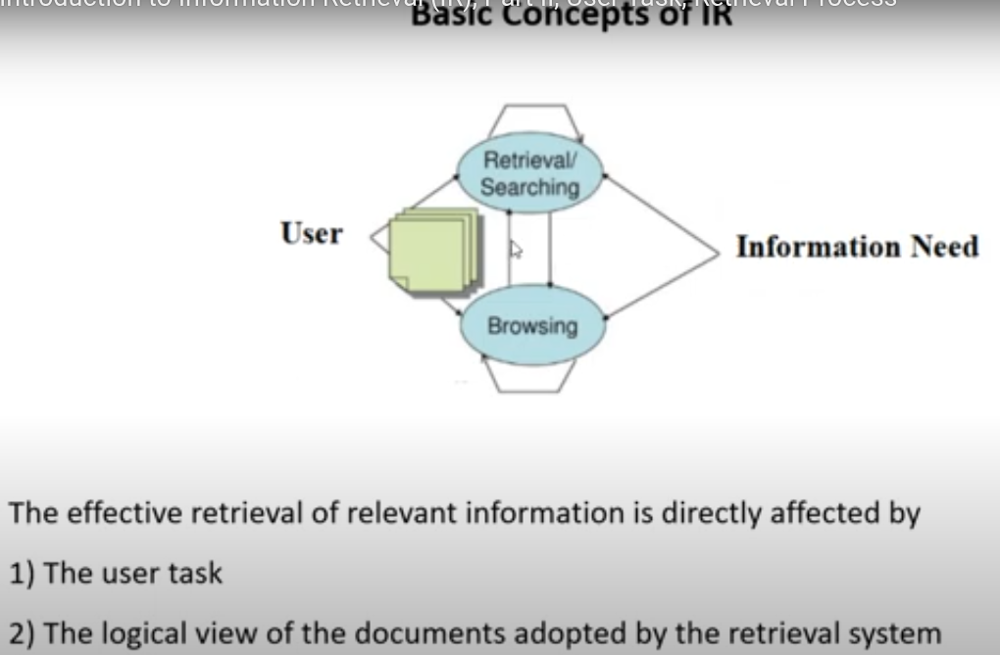 Introduction to Information Retrieval (IR), Part II, User Task, Retrieval Process
Basic Concepts of IR
Retrieval/
Searching
User
Information Need
Browsing
The effective retrieval of relevant information is directly affected by
1) The user task
2) The logical view of the documents adopted by the retrieval system